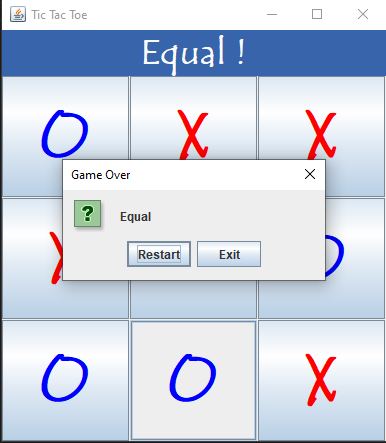 Tic Tac Toe
Equal !
O X X
Game Over
?
Equal
Restart Exit
X O
O O X